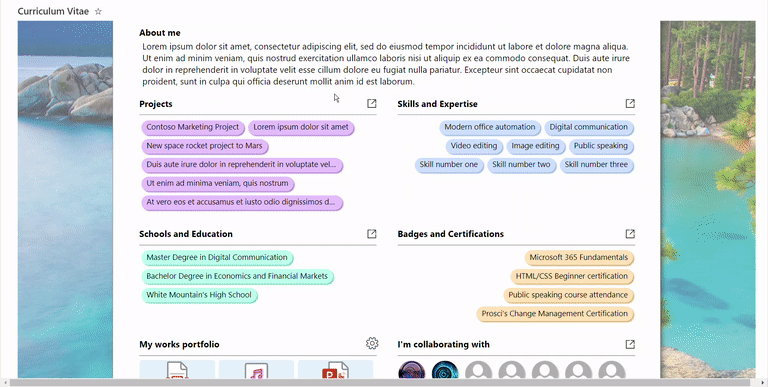 Curriculum Vitae
About me
Lorem ipsum dolor sit amet, consectetur adipiscing elit, sed do eiusmod tempor incididunt ut labore et dolore magna aliqua.
Ut enim ad minim veniam, quis nostrud exercitation ullamco laboris nisi ut aliquip ex ea commodo consequat. Duis aute irure
dolor in reprehenderit in voluptate velit esse cillum dolore eu fugiat nulla pariatur. Excepteur sint occaecat cupidatat non
proident, sunt in culpa qui officia deserunt mollit anim id est laborum.
Projects
Contoso Marketing Project
Lorem ipsum dolor sit amet
New space rocket project to Mars
Duis aute irure dolor in reprehenderit in voluptate vel...
Ut enim ad minima veniam, quis nostrum
At vero eos et accusamus et iusto odio dignissimos d...
Skills and Expertise
Modern office automation
Digital communication
Video editing
Image editing
Public speaking
Skill number one
Skill number two
Skill number three
Schools and Education
Master Degree in Digital Communication
Bachelor Degree in Economics and Financial Markets
White Mountain's High School
Badges and Certifications
Microsoft 365 Fundamentals
HTML/CSS Beginner certification
Public speaking course attendance
Prosci's Change Management Certification
My works portfolio
P
I'm collaborating with